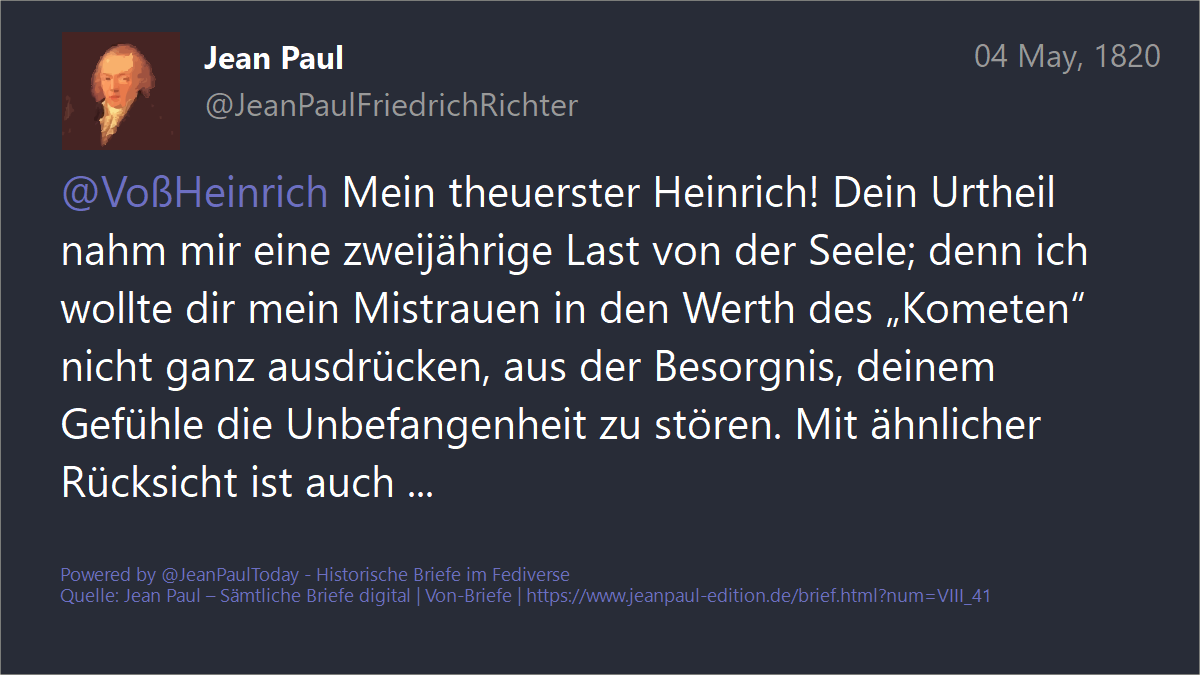 Jean Paul
04 May, 1820
@JeanPaulFriedrichRichter
@VoßHeinrich Mein theuerster Heinrich! Dein Urtheil
nahm mir eine zweijährige Last von der Seele; denn ich
wollte dir mein Mistrauen in den Werth des „Kometen“
nicht ganz ausdrücken, aus der Besorgnis, deinem
Gefühle die Unbefangenheit zu stören. Mit ähnlicher
Rücksicht ist auch ...
Powered by @JeanPaulToday - Historische Briefe im Fediverse
Quelle: Jean Paul – Sämtliche Briefe digital | Von-Briefe | https://www.jeanpaul-edition.de/brief.html?num=VIII_41